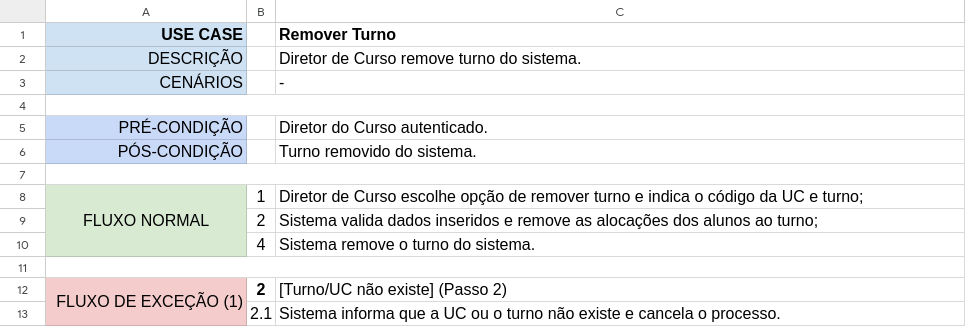 A B C
1 USE CASE Remover Turno
2 DESCRIÇÃO Diretor de Curso remove turno do sistema.
3 CENÁRIOS -
4
5 PRÉ-CONDIÇÃO Diretor do Curso autenticado.
6 PÓS-CONDIÇÃO Turno removido do sistema.
7
8 1 Diretor de Curso escolhe opção de remover turno e indica o código da UC e turno;
9 FLUXO NORMAL 2 Sistema valida dados inseridos e remove as alocações dos alunos ao turno;
10 4 Sistema remove o turno do sistema.
11
12 FLUXO DE EXCEÇÃO (1) 2 [Turno/UC não existe] (Passo 2)
13 2.1 Sistema informa que a UC ou o turno não existe e cancela o processo.